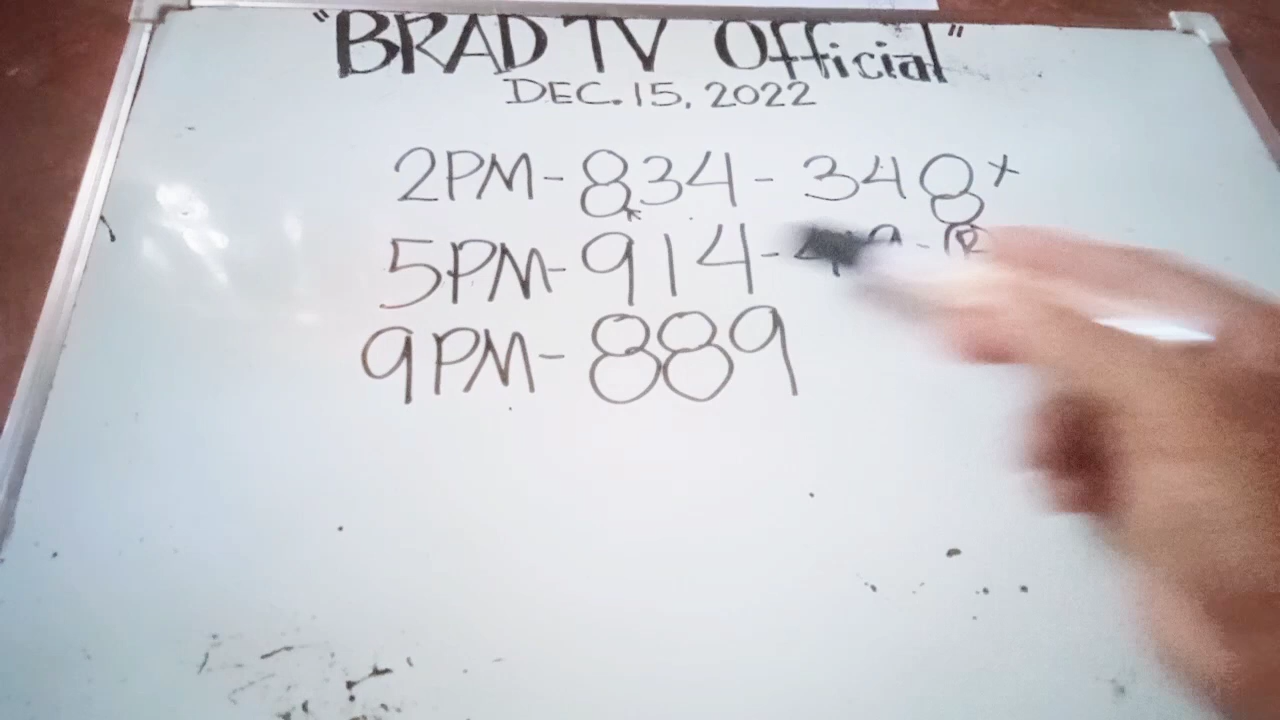 "BRAD TV Official"
DEC. 15, 2022
2PM - 834 - 348+
5PM - 914 -
9PM - 889